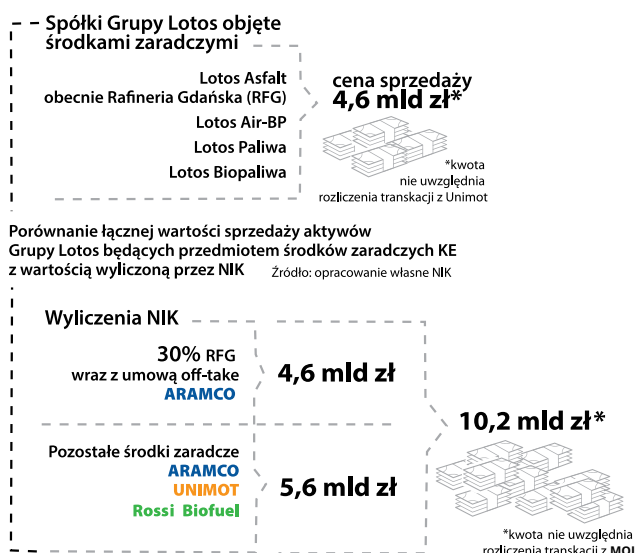 Spółki Grupy Lotos objęte
środkami zaradczymi
Lotos Asfalt
obecnie Rafineria Gdańska (RFG)
Lotos Air-BP
Lotos Paliwa
Lotos Biopaliwa
cena sprzedaży
4,6 mld zł*
*kwota
nie uwzględnia
rozliczenia transkacji z Unimot
Porównanie łącznej wartości sprzedaży aktywów
Grupy Lotos będących przedmiotem środków zaradczych KE
z wartością wyliczoną przez NIK
Źródło: opracowanie własne NIK
Wyliczenia NIK
30% RFG
wraz z umową off-take
ARAMCO
4,6 mld zł
Pozostałe środki zaradcze
ARAMCO
UNIMOT
Rossi Biofuel
5,6 mld zł
10,2 mld zł*
*kwota nie uwzględnia
rozliczenia transkacji z MOL